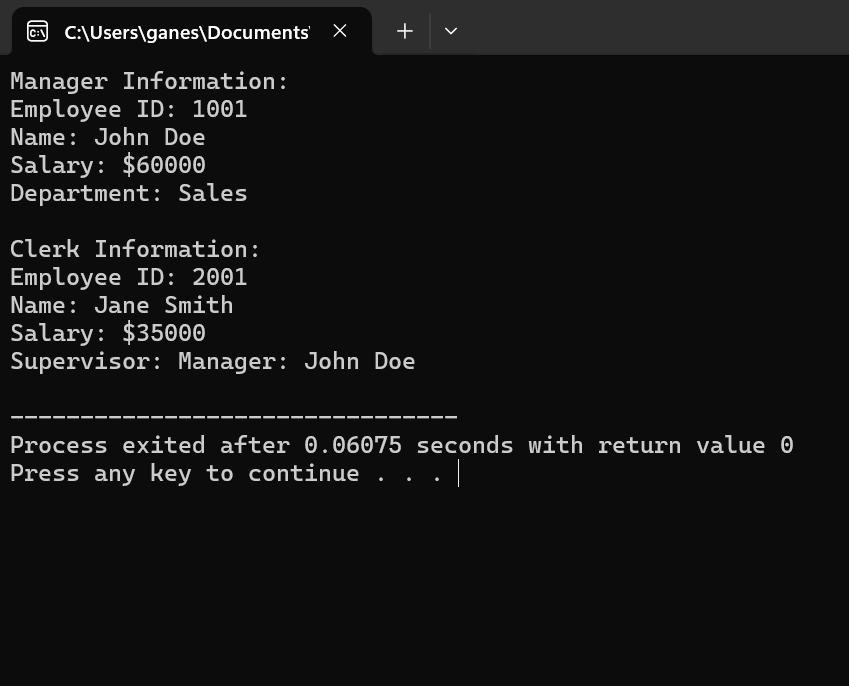 C:\Users\ganes\Documents\
Manager Information:
Employee ID: 1001
Name: John Doe
Salary: $60000
Department: Sales

Clerk Information:
Employee ID: 2001
Name: Jane Smith
Salary: $35000
Supervisor: Manager: John Doe

--------------------------------
Process exited after 0.06075 seconds with return value 0
Press any key to continue . . .